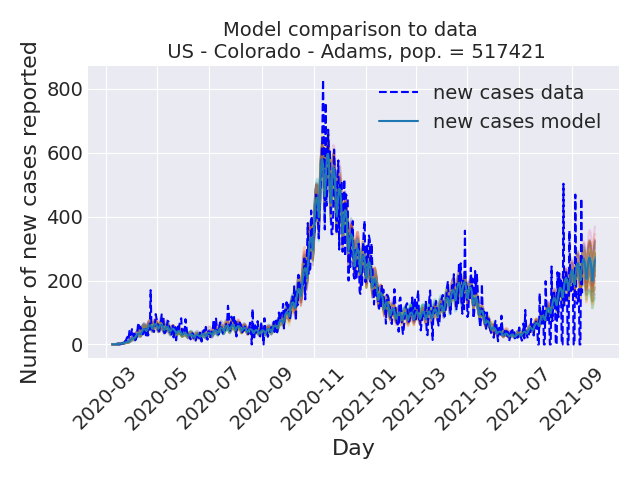 Model comparison to data
US - Colorado - Adams, pop. = 517421
Number of new cases reported
800
600
400
200
0
new cases data
new cases model
2020-03
2020-05
2020-07
2020-09
2020-11
2021-01
2021-03
2021-05
2021-07
2021-09
Day